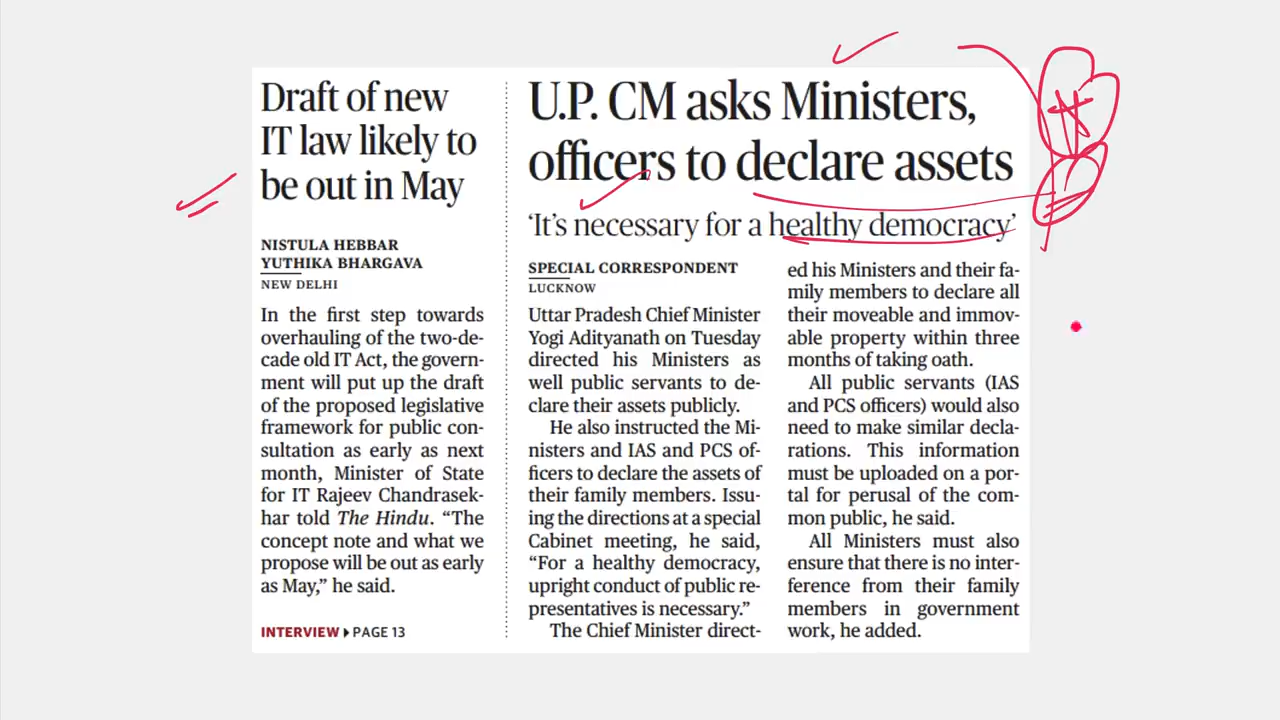 Draft of new
IT law likely to
be out in May
NISTULA HEBBAR
YUTHIKA BHARGAVA
NEW DELHI
In the first step towards
overhauling of the two-de-
cade old IT Act, the govern-
ment will put up the draft
of the proposed legislative
framework for public con-
sultation as early as next
month, Minister of State
for IT Rajeev Chandrasek-
har told The Hindu. “The
concept note and what we
propose will be out as early
as May,” he said.
INTERVIEW PAGE 13
U.P. CM asks Ministers,
officers to declare assets
‘It’s necessary for a healthy democracy’
SPECIAL CORRESPONDENT
LUCKNOW
Uttar Pradesh Chief Minister
Yogi Adityanath on Tuesday
directed his Ministers as
well public servants to de-
clare their assets publicly.
He also instructed the Mi-
nisters and IAS and PCS of-
ficers to declare the assets of
their family members. Issu-
ing the directions at a special
Cabinet meeting, he said,
“For a healthy democracy,
upright conduct of public re-
presentatives is necessary.”
The Chief Minister direct-
ed his Ministers and their fa-
mily members to declare all
their moveable and immov-
able property within three
months of taking oath.
All public servants (IAS
and PCS officers) would also
need to make similar decla-
rations. This information
must be uploaded on a por-
tal for perusal of the com-
mon public, he said.
All Ministers must also
ensure that there is no inter-
ference from their family
members in government
work, he added.